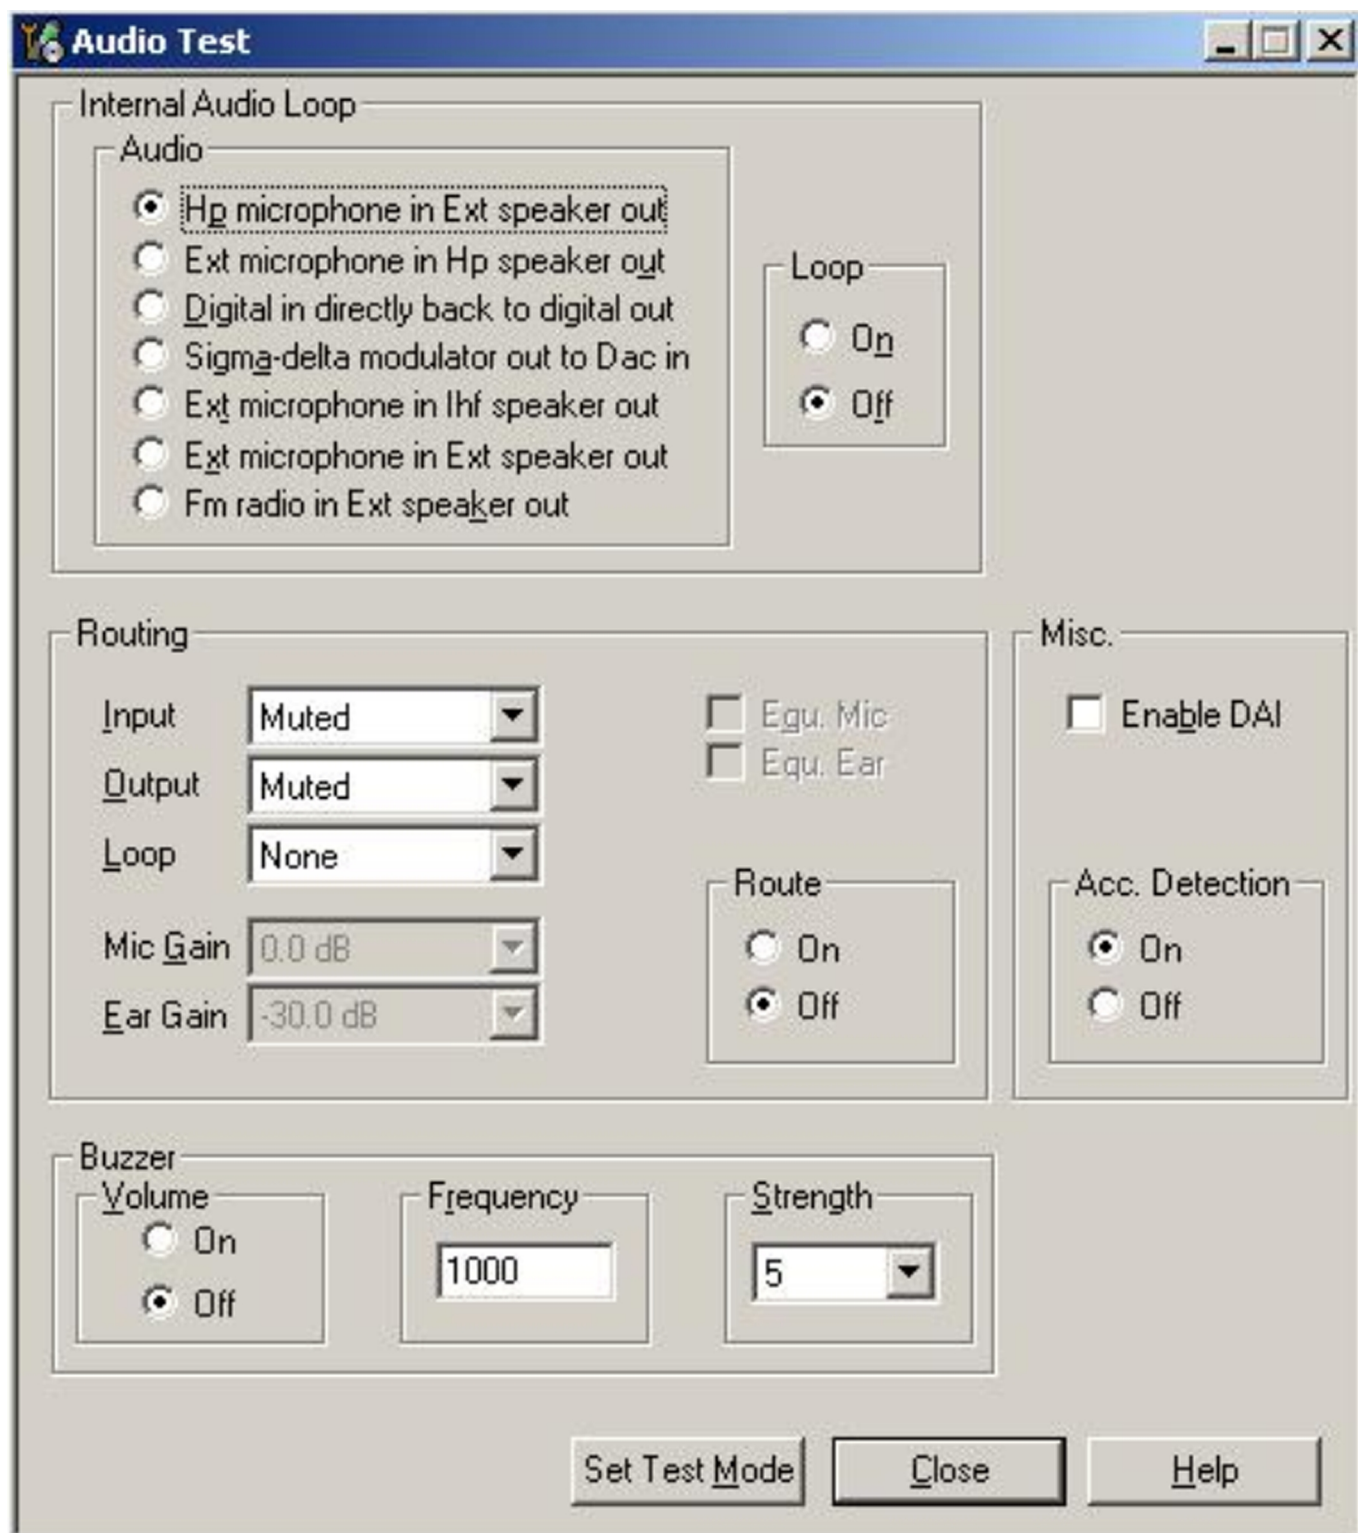 Audio Test
Internal Audio Loop
Audio
Hp microphone in Ext speaker out
Ext microphone in Hp speaker out
Digital in directly back to digital out
Sigma-delta modulator out to Dac in
Ext microphone in Ihf speaker out
Ext microphone in Ext speaker out
Fm radio in Ext speaker out
Loop
On
Off
Routing
Input Muted
Output Muted
Loop None
Mic Gain 0.0 dB
Ear Gain -30.0 dB
Equ. Mic
Equ. Ear
Route
On
Off
Misc.
Enable DAI
Acc. Detection
On
Off
Buzzer
Volume
On
Off
Frequency
1000
Strength
5
Set Test Mode Close Help